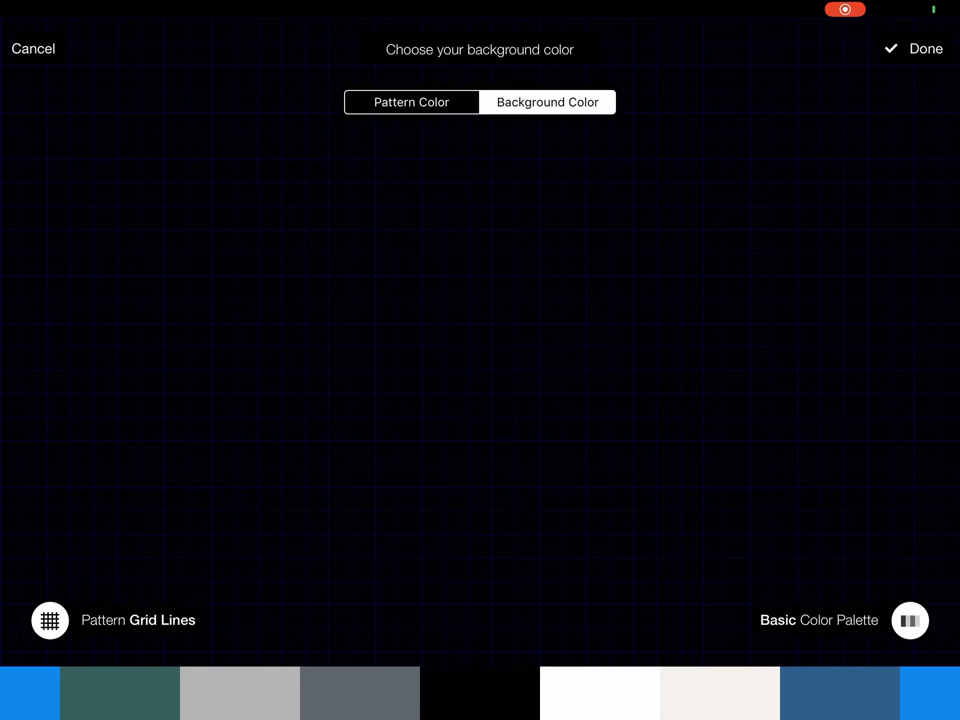 Cancel
Choose your background color
Done
Pattern Color
Background Color
Pattern Grid Lines
Basic Color Palette